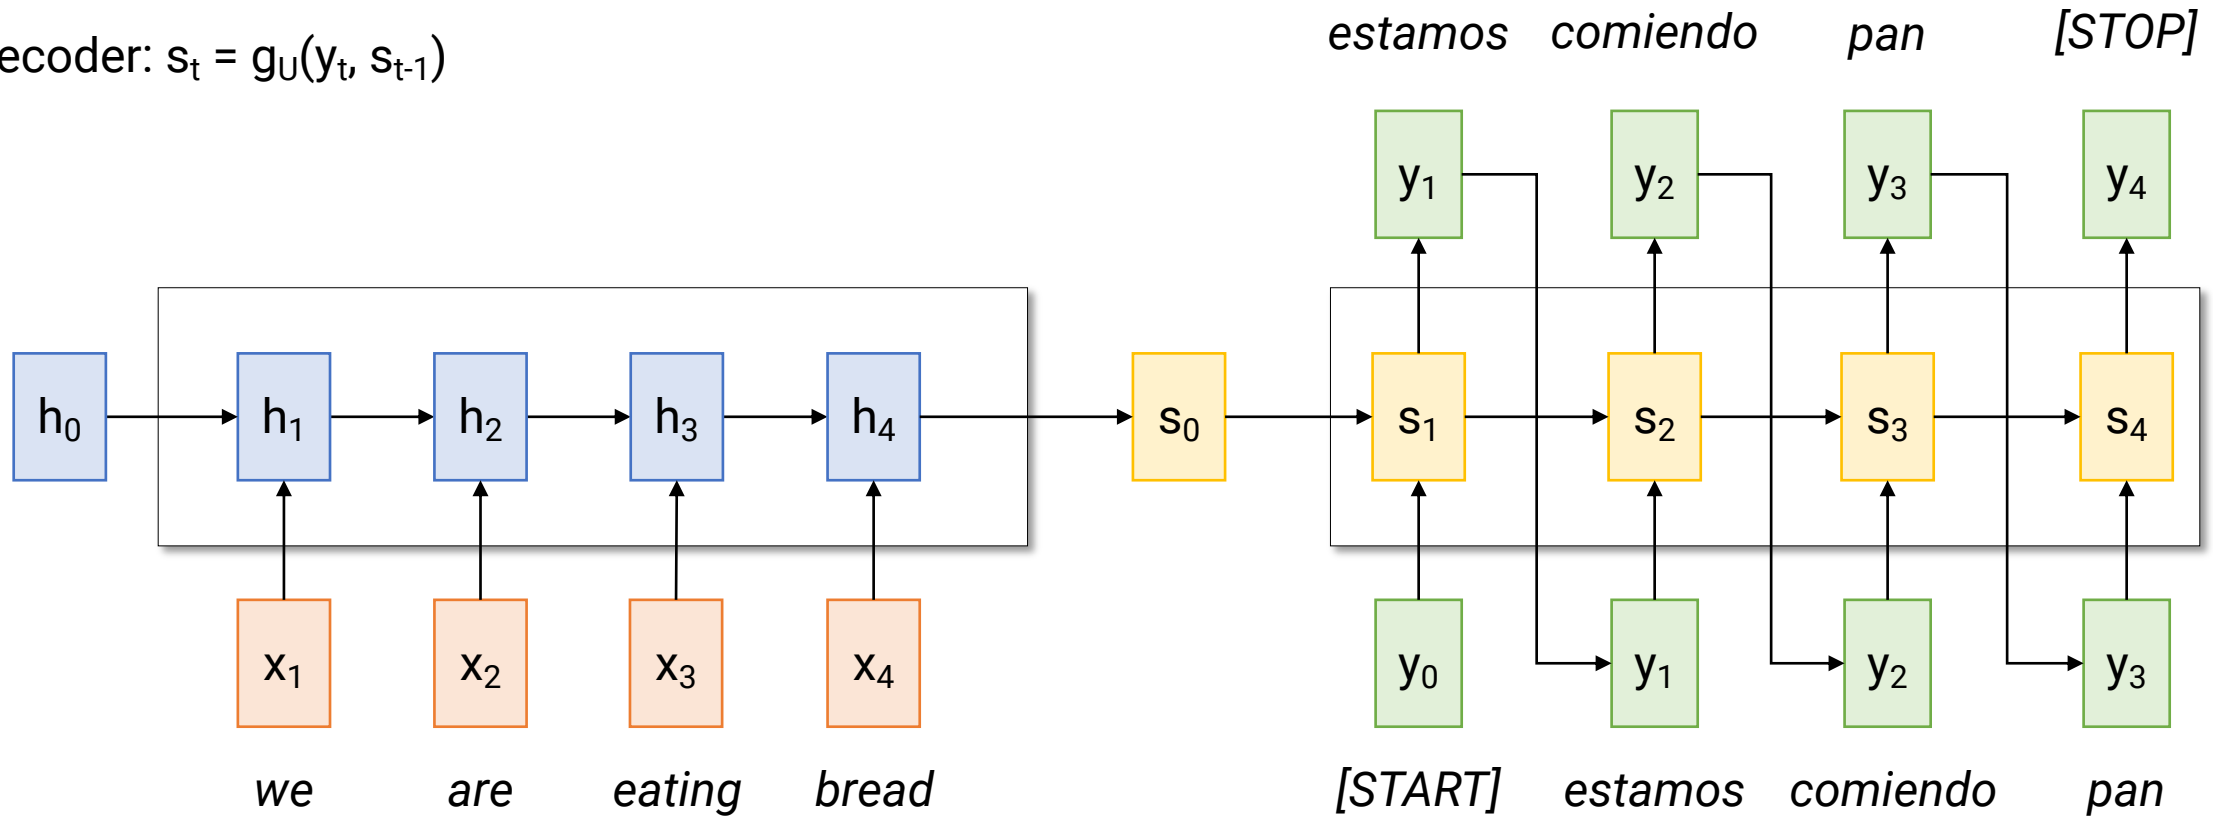 estamos comiendo pan [STOP]
ecoder: sₜ = gᵤ(yₜ, sₜ₋₁)
y₁ y₂ y₃ y₄
h₀ h₁ h₂ h₃ h₄ s₀ s₁ s₂ s₃ s₄
x₁ x₂ x₃ x₄ y₀ y₁ y₂ y₃
we are eating bread [START] estamos comiendo pan